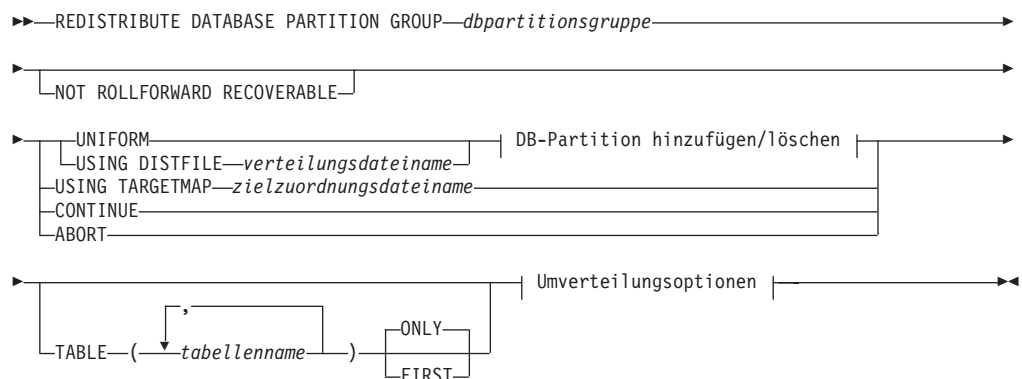 REDISTRIBUTE DATABASE PARTITION GROUP dbpartitionsgruppe
NOT ROLLFORWARD RECOVERABLE
UNIFORM DB-Partition hinzufügen/löschen
USING DISTFILE verteilungsdateiname
USING TARGETMAP zielzuordnungsdateiname
CONTINUE
ABORT
Umverteilungsoptionen
,
ONLY
TABLE ( tabellenname )
FIRST